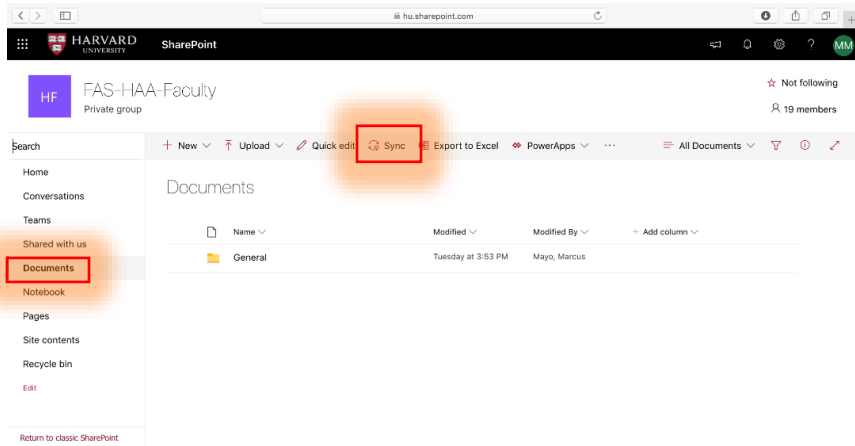 hu.sharepoint.com
HARVARD
UNIVERSITY
SharePoint
?
MM
HF
FAS-HAA-Faculty
Private group
Not following
19 members
Search
+ New
Upload
Quick edit
Sync
Export to Excel
PowerApps
...
All Documents
Home
Conversations
Teams
Shared with us
Documents
Notebook
Pages
Site contents
Recycle bin
Edit
Return to classic SharePoint
Documents
Name
Modified
Modified By
+ Add column
General
Tuesday at 3:53 PM
Mayo, Marcus